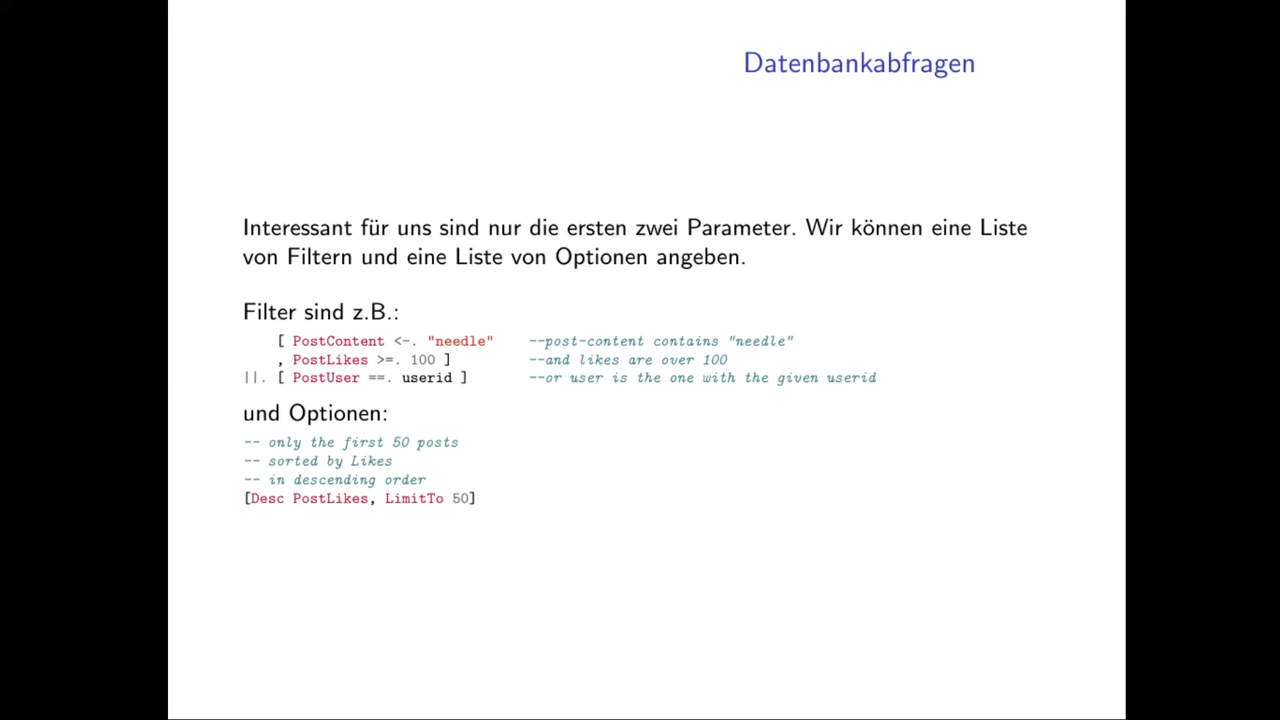 Datenbankabfragen
Interessant für uns sind nur die ersten zwei Parameter. Wir können eine Liste
von Filtern und eine Liste von Optionen angeben.
Filter sind z.B.:
[ PostContent <-. "needle" --post-content contains "needle"
, PostLikes >=. 100 ] --and likes are over 100
||. [ PostUser ==. userid ] --or user is the one with the given userid
und Optionen:
-- only the first 50 posts
-- sorted by Likes
-- in descending order
[Desc PostLikes, LimitTo 50]